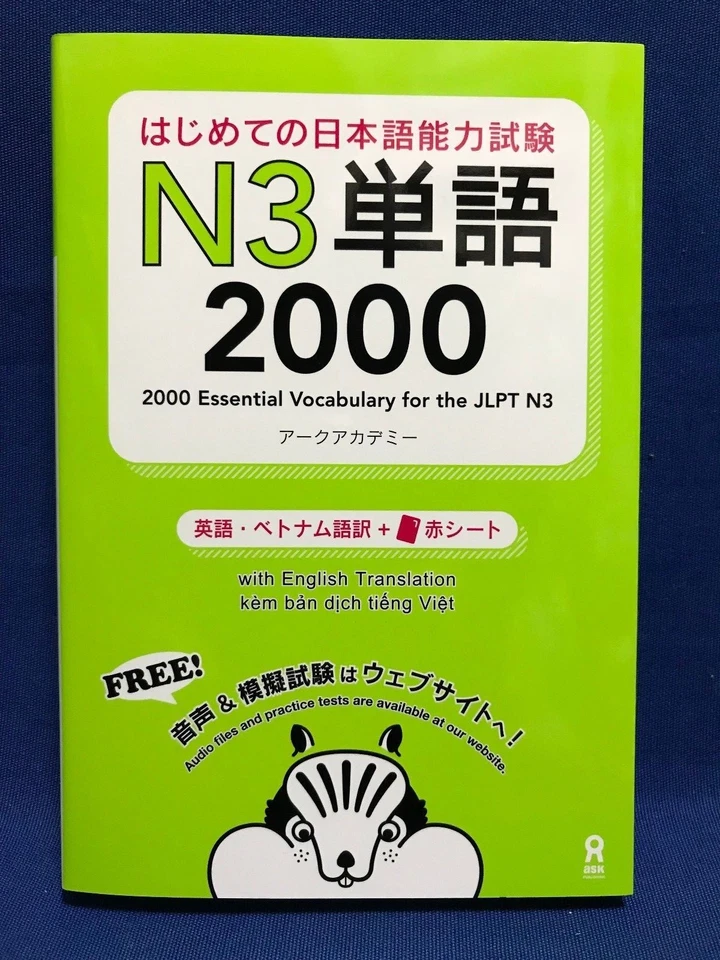 はじめての日本語能力試験
N3単語
2000
2000 Essential Vocabulary for the JLPT N3
アークアカデミー
英語・ベトナム語訳+赤シート
with English Translation
kèm bản dịch tiếng Việt
FREE!
音声&模擬試験はウェブサイトへ!
Audio files and practice tests are available at our website.
ask